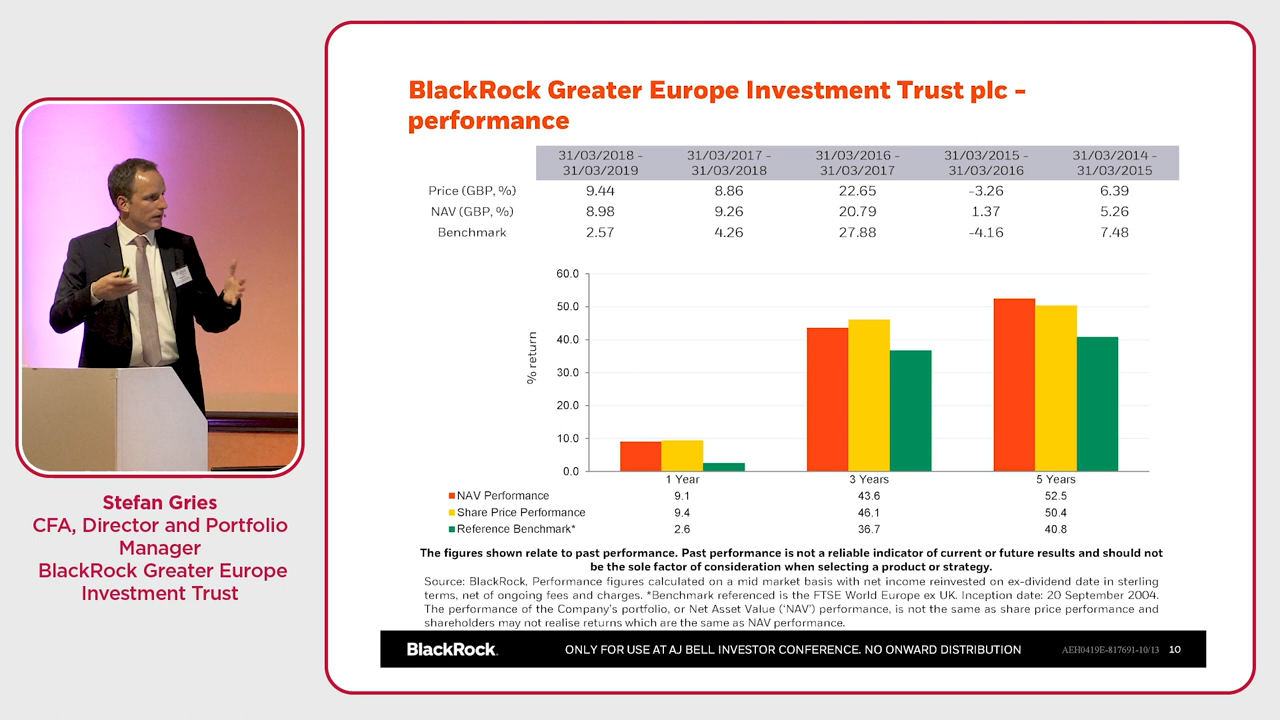 Stefan Gries
CFA, Director and Portfolio
Manager
BlackRock Greater Europe
Investment Trust
BlackRock Greater Europe Investment Trust plc -
performance
31/03/2018 - 31/03/2017 - 31/03/2016 - 31/03/2015 - 31/03/2014 -
31/03/2019 31/03/2018 31/03/2017 31/03/2016 31/03/2015
Price (GBP, %) 9.44 8.86 22.65 -3.26 6.39
NAV (GBP, %) 8.98 9.26 20.79 1.37 5.26
Benchmark 2.57 4.26 27.88 -4.16 7.48
% return
60.0
50.0
40.0
30.0
20.0
10.0
0.0
1 Year 3 Years 5 Years
NAV Performance 9.1 43.6 52.5
Share Price Performance 9.4 46.1 50.4
Reference Benchmark* 2.6 36.7 40.8
The figures shown relate to past performance. Past performance is not a reliable indicator of current or future results and should not
be the sole factor of consideration when selecting a product or strategy.
Source: BlackRock, Performance figures calculated on a mid market basis with net income reinvested on ex-dividend date in sterling
terms, net of ongoing fees and charges. *Benchmark referenced is the FTSE World Europe ex UK. Inception date: 20 September 2004.
The performance of the Company's portfolio, or Net Asset Value ('NAV') performance, is not the same as share price performance and
shareholders may not realise returns which are the same as NAV performance.
BlackRock. ONLY FOR USE AT AJ BELL INVESTOR CONFERENCE. NO ONWARD DISTRIBUTION AEH0419E-817691-10/13 10